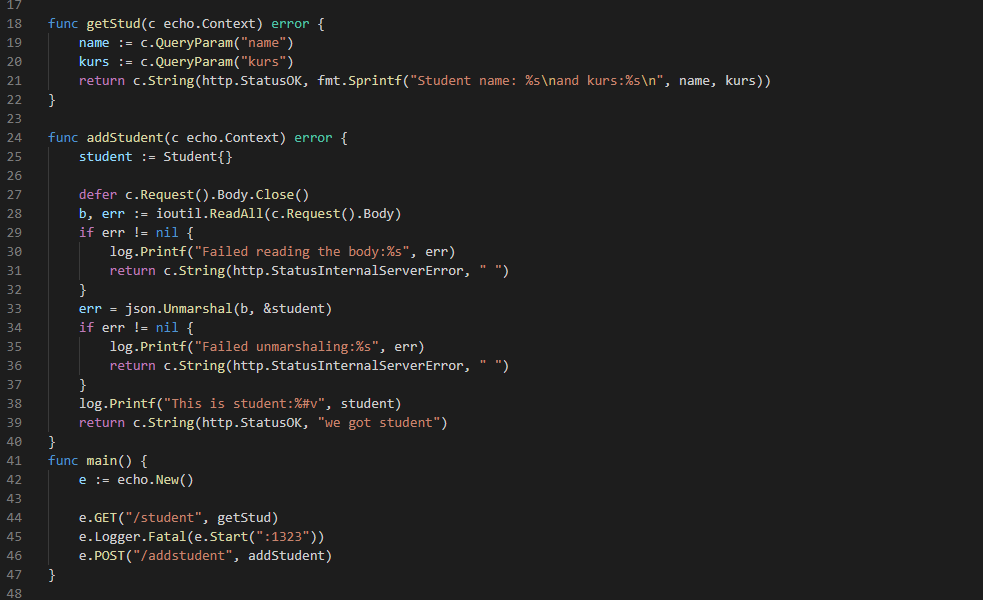 17
18 func getStud(c echo.Context) error {
19     name := c.QueryParam("name")
20     kurs := c.QueryParam("kurs")
21     return c.String(http.StatusOK, fmt.Sprintf("Student name: %s\nand kurs:%s\n", name, kurs))
22 }
23
24 func addStudent(c echo.Context) error {
25     student := Student{}
26
27     defer c.Request().Body.Close()
28     b, err := ioutil.ReadAll(c.Request().Body)
29     if err != nil {
30         log.Printf("Failed reading the body:%s", err)
31         return c.String(http.StatusInternalServerError, " ")
32     }
33     err = json.Unmarshal(b, &student)
34     if err != nil {
35         log.Printf("Failed unmarshaling:%s", err)
36         return c.String(http.StatusInternalServerError, " ")
37     }
38     log.Printf("This is student:%#v", student)
39     return c.String(http.StatusOK, "we got student")
40 }
41 func main() {
42     e := echo.New()
43
44     e.GET("/student", getStud)
45     e.Logger.Fatal(e.Start(":1323"))
46     e.POST("/addstudent", addStudent)
47 }
48